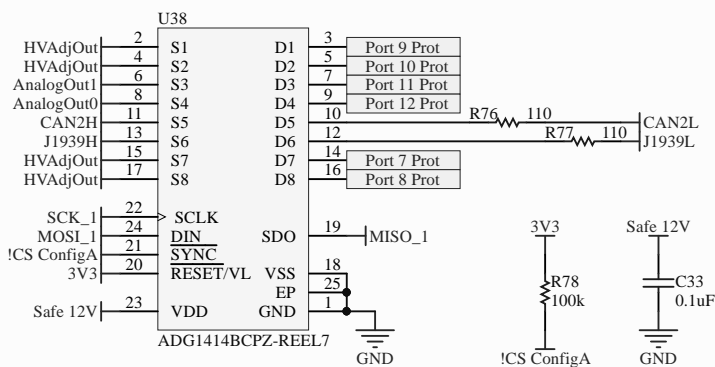 U38
HVAdjOut 2 S1 D1 3 Port 9 Prot
HVAdjOut 4 S2 D2 5 Port 10 Prot
AnalogOut1 6 S3 D3 7 Port 11 Prot
AnalogOut0 8 S4 D4 9 Port 12 Prot
CAN2H 11 S5 D5 10 R76 110 CAN2L
J1939H 13 S6 D6 12 R77 110 J1939L
HVAdjOut 15 S7 D7 14 Port 7 Prot
HVAdjOut 17 S8 D8 16 Port 8 Prot
SCK_1 22 SCLK
MOSI_1 24 DIN SDO 19 MISO_1
!CS ConfigA 21 SYNC
3V3 20 RESET/VL VSS 18
EP 25
Safe 12V 23 VDD GND 1
ADG1414BCPZ-REEL7
GND
3V3
R78
100k
!CS ConfigA
Safe 12V
C33
0.1uF
GND